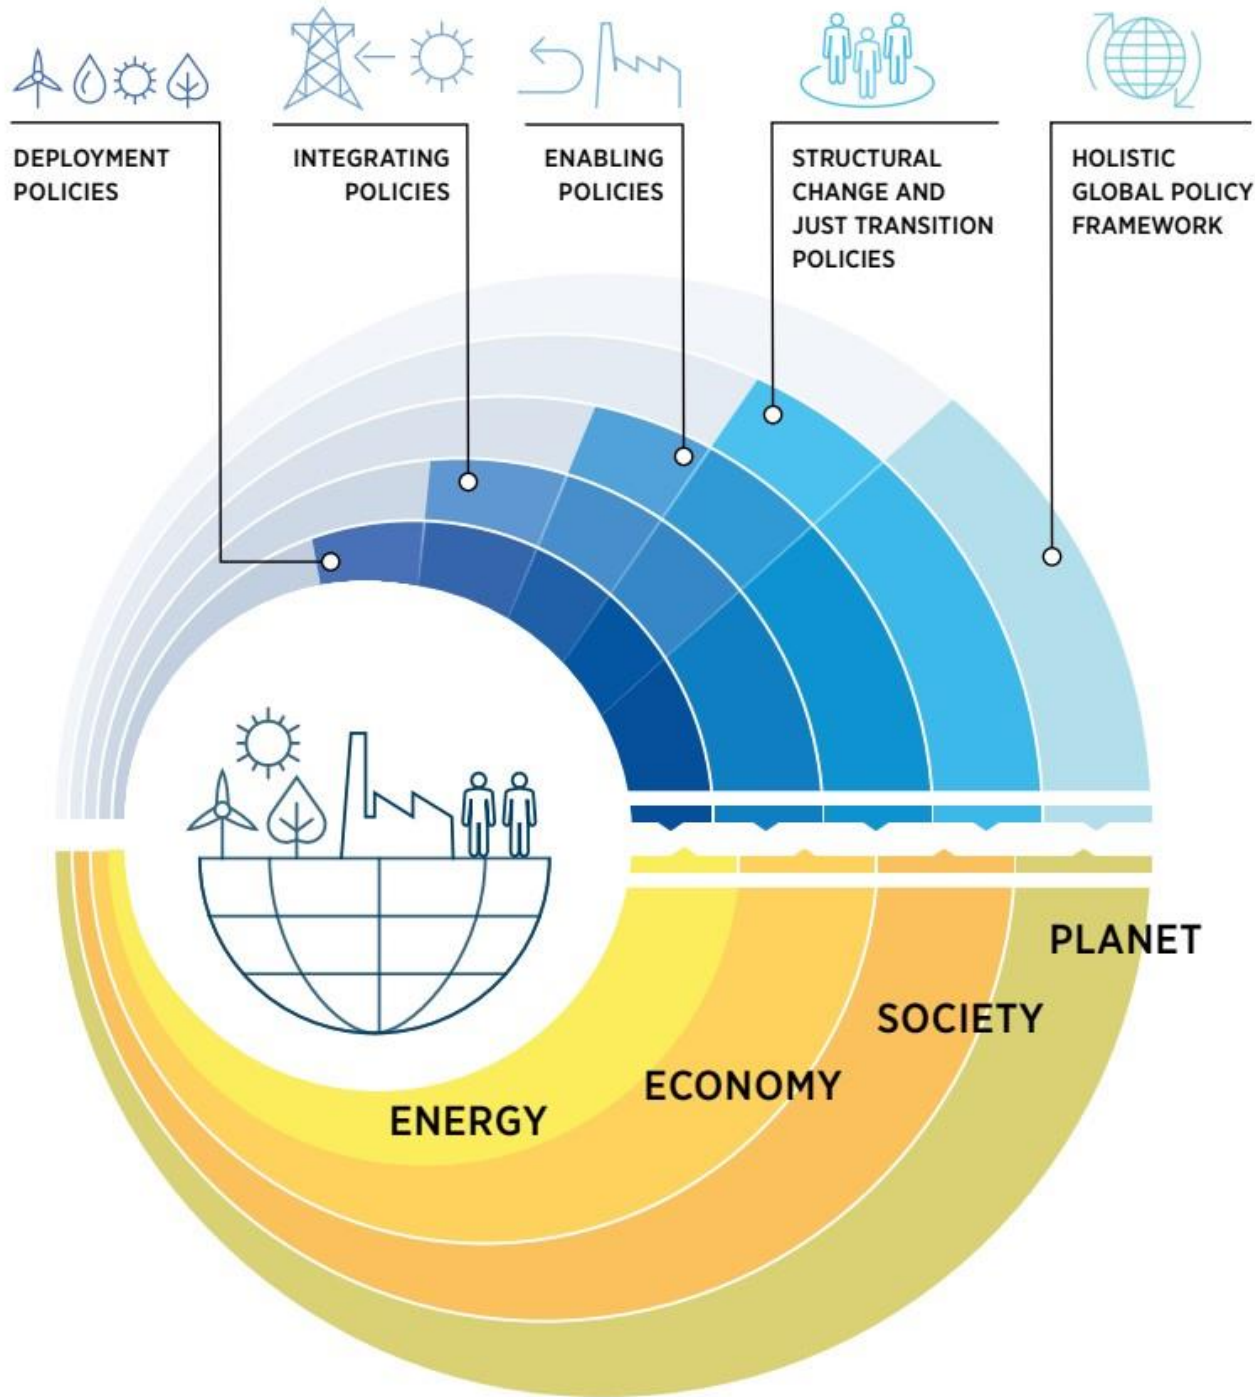 DEPLOYMENT
POLICIES
INTEGRATING
POLICIES
ENABLING
POLICIES
STRUCTURAL
CHANGE AND
JUST TRANSITION
POLICIES
HOLISTIC
GLOBAL POLICY
FRAMEWORK
PLANET
SOCIETY
ECONOMY
ENERGY